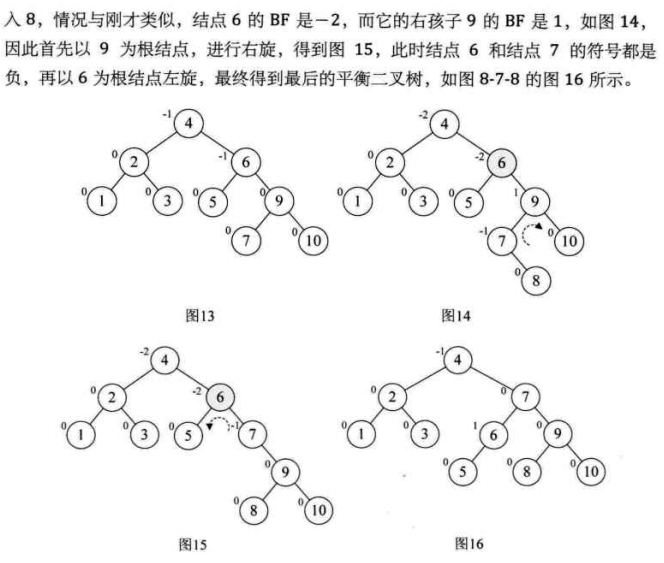 入 8，情况与刚才类似，结点 6 的 BF 是－2，而它的右孩子 9 的 BF 是 1，如图 14，
因此首先以 9 为根结点，进行右旋，得到图 15，此时结点 6 和结点 7 的符号都是
负，再以 6 为根结点左旋，最终得到最后的平衡二叉树，如图 8-7-8 的图 16 所示。
-1 4 -2 4
0 2 -1 6 0 2 -2 6
0 1 0 3 0 5 0 9 0 1 0 3 0 5 1 9
0 7 0 10 -1 7 0 10
0 8
图13 图14
-2 4 -1 4
0 2 -2 6 0 2 0 7
0 1 0 3 0 5 -1 7 0 1 0 3 1 6 0 9
0 9 0 5 0 8 0 10
0 8 0 10
图15 图16